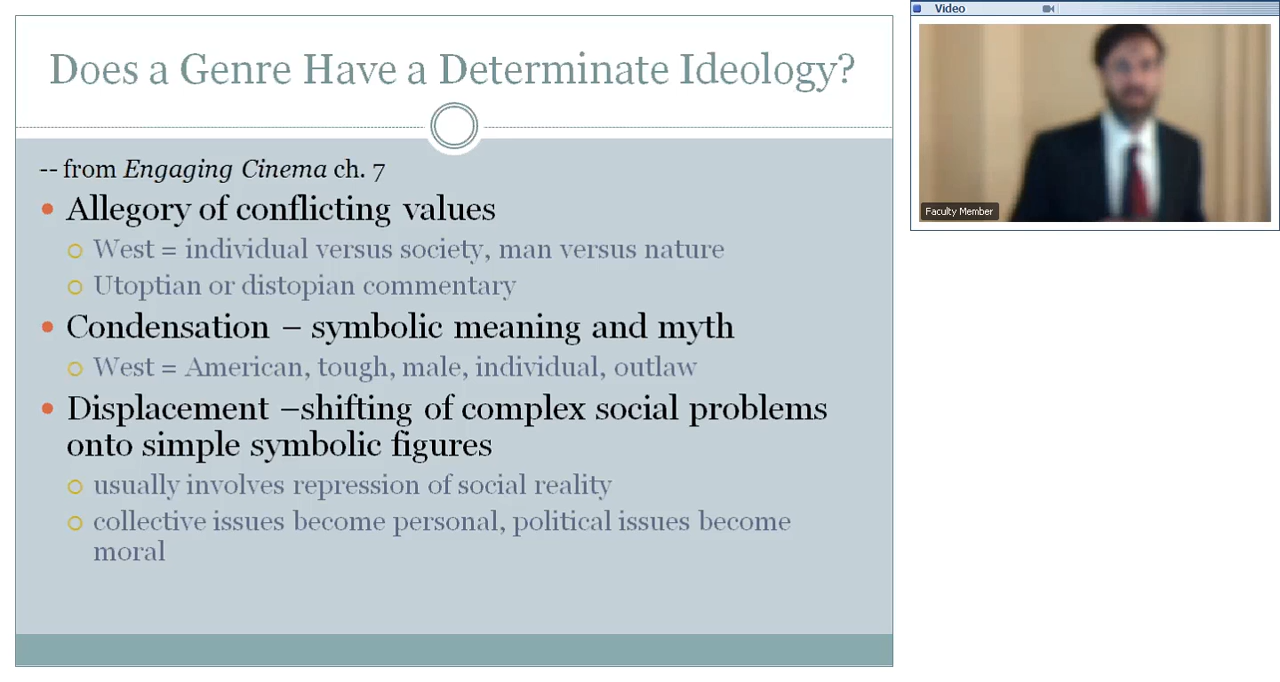 Does a Genre Have a Determinate Ideology?
-- from Engaging Cinema ch. 7
Allegory of conflicting values
West = individual versus society, man versus nature
Utoptian or distopian commentary
Condensation – symbolic meaning and myth
West = American, tough, male, individual, outlaw
Displacement –shifting of complex social problems
onto simple symbolic figures
usually involves repression of social reality
collective issues become personal, political issues become
moral
Video
Faculty Member